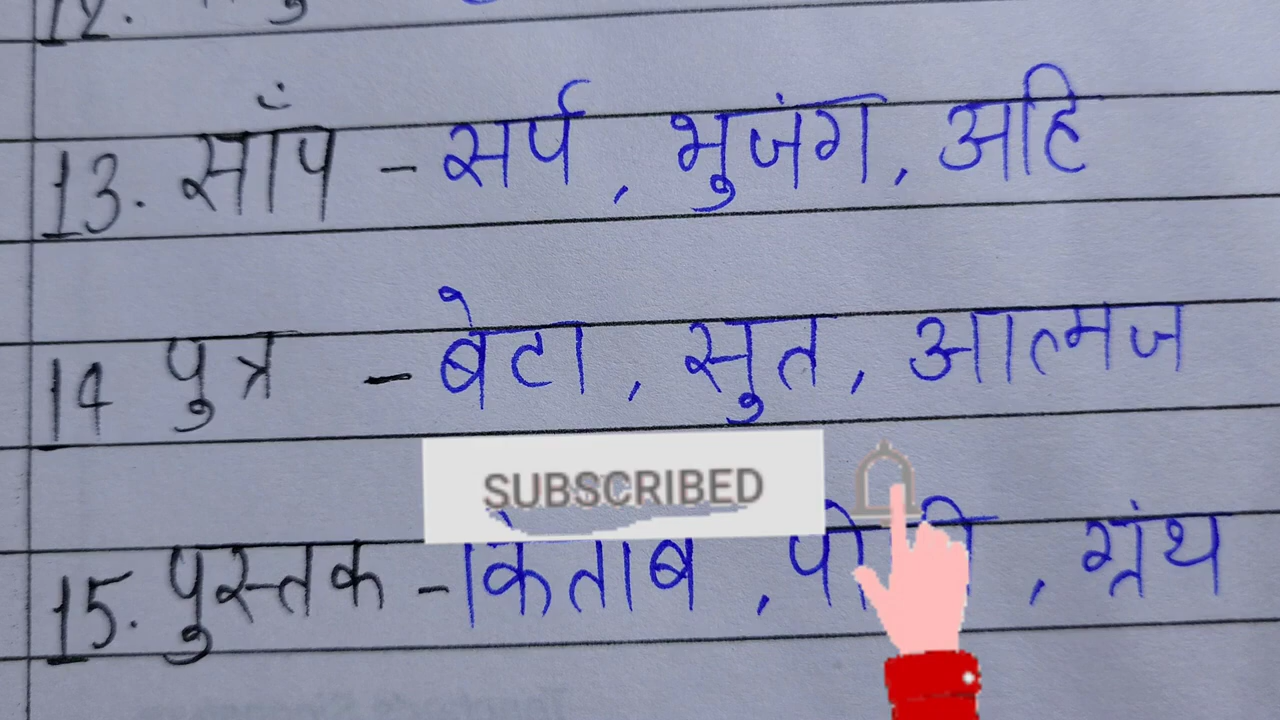 12.
13. साँप - सर्प , भुजंग , अहि
14 पुत्र - बेटा , सुत , आत्मज
SUBSCRIBED
15. पुस्तक - किताब , , ग्रंथ